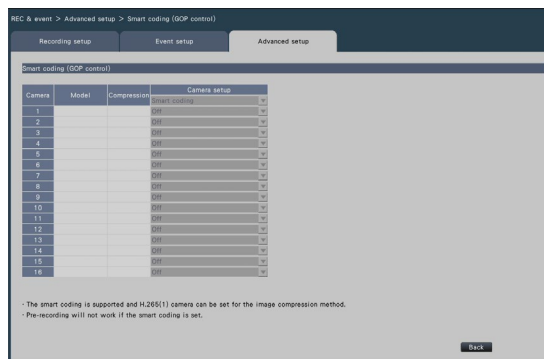 REC & event > Advanced setup > Smart coding (GOP control)
Recording setup Event setup Advanced setup
Smart coding (GOP control)
Camera Model Compression Camera setup
Smart coding
1 Off
2 Off
3 Off
4 Off
5 Off
6 Off
7 Off
8 Off
9 Off
10 Off
11 Off
12 Off
13 Off
14 Off
15 Off
16 Off
· The smart coding is supported and H.265(1) camera can be set for the image compression method.
· Pre-recording will not work if the smart coding is set.
Back